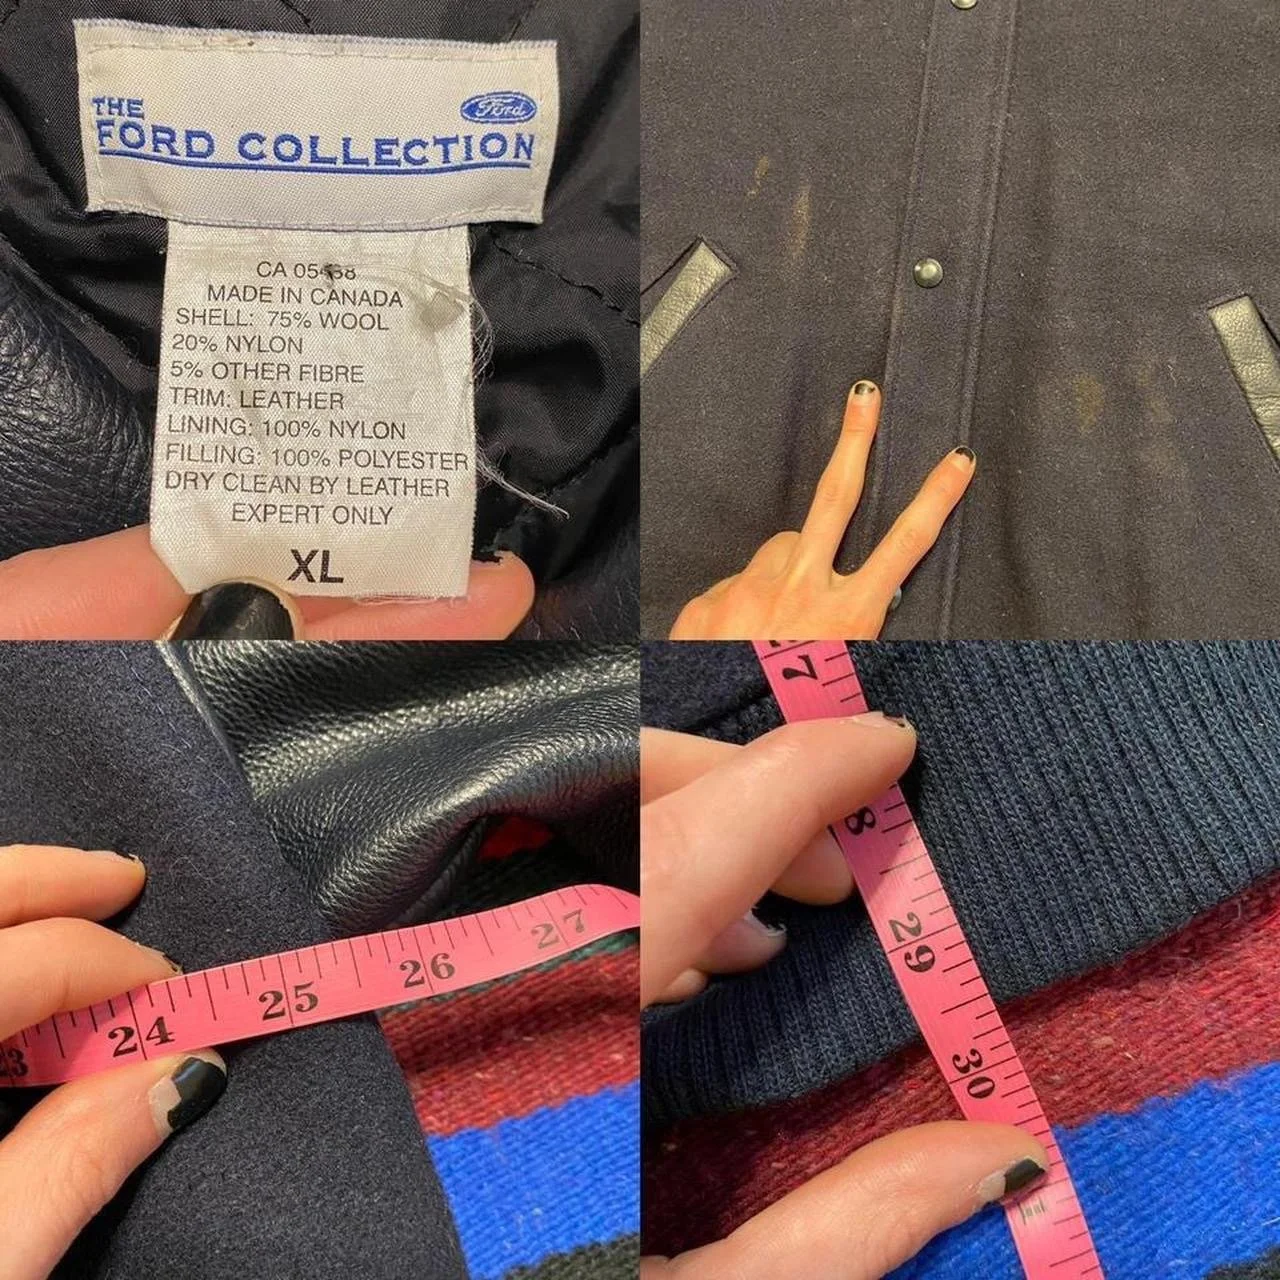 THE
Ford
FORD COLLECTION
CA 05438
MADE IN CANADA
SHELL: 75% WOOL
20% NYLON
5% OTHER FIBRE
TRIM: LEATHER
LINING: 100% NYLON
FILLING: 100% POLYESTER
DRY CLEAN BY LEATHER
EXPERT ONLY
XL
23 24 25 26 27
7
8
29
30